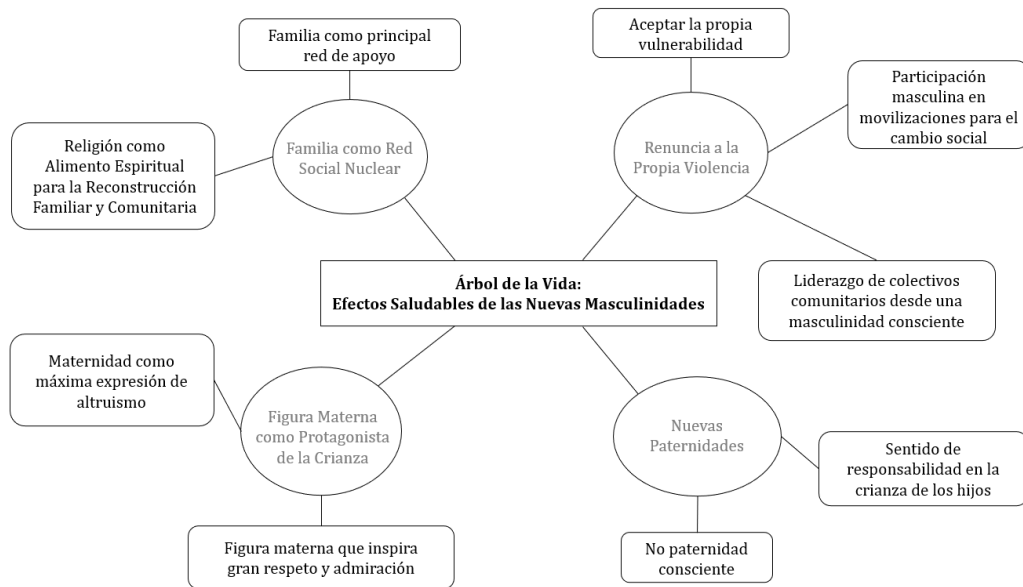 Familia como principal
red de apoyo
Aceptar la propia
vulnerabilidad
Participación
masculina en
movilizaciones para el
cambio social
Religión como
Alimento Espiritual
para la Reconstrucción
Familiar y Comunitaria
Familia como Red
Social Nuclear
Renuncia a la
Propia Violencia
Árbol de la Vida:
Efectos Saludables de las Nuevas Masculinidades
Liderazgo de colectivos
comunitarios desde una
masculinidad consciente
Maternidad como
máxima expresión de
altruismo
Figura Materna
como Protagonista
de la Crianza
Nuevas
Paternidades
Sentido de
responsabilidad en la
crianza de los hijos
Figura materna que inspira
gran respeto y admiración
No paternidad
consciente